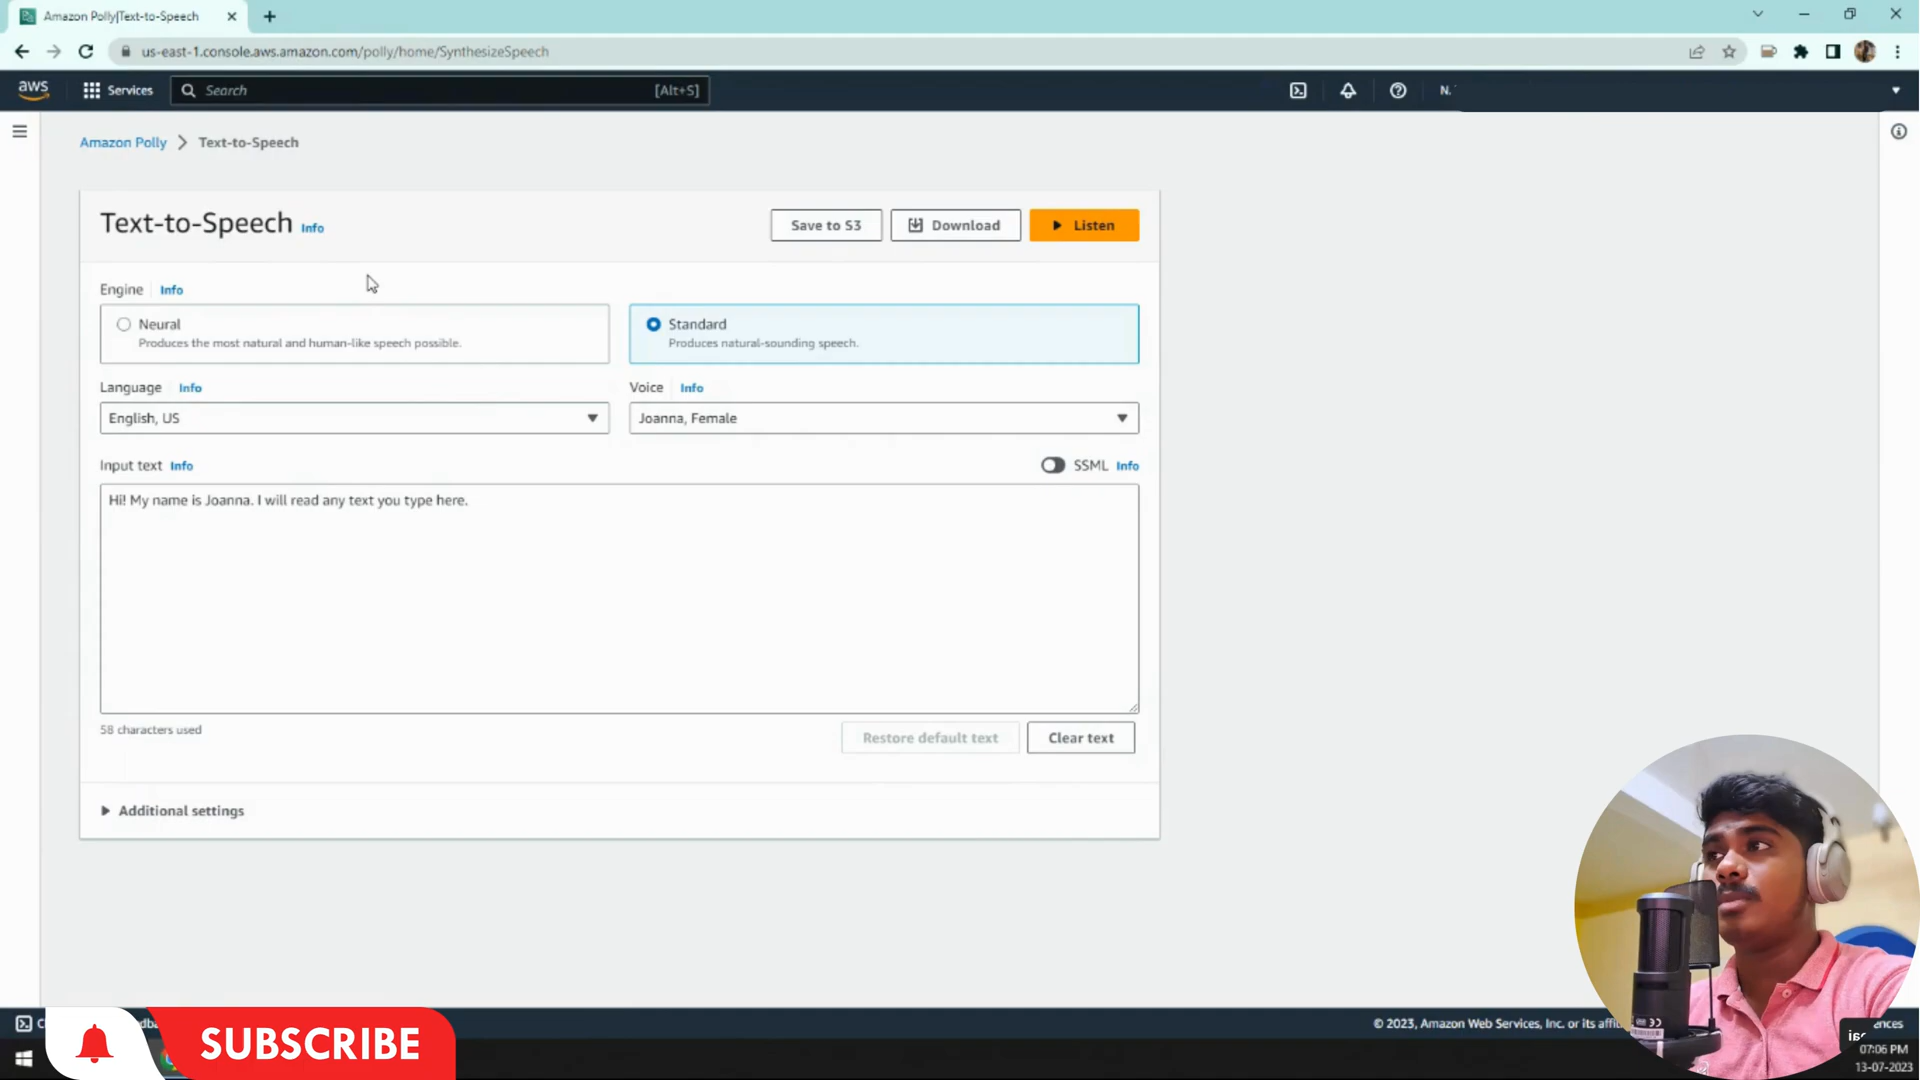 Amazon Polly|Text-to-Speech
us-east-1.console.aws.amazon.com/polly/home/SynthesizeSpeech
aws Services Search [Alt+S] N.
Amazon Polly > Text-to-Speech
Text-to-Speech Info
Save to S3 Download Listen
Engine Info
Neural
Produces the most natural and human-like speech possible.
Standard
Produces natural-sounding speech.
Language Info
Voice Info
English, US
Joanna, Female
Input text Info
SSML Info
Hi! My name is Joanna. I will read any text you type here.
58 characters used
Restore default text Clear text
Additional settings
© 2023, Amazon Web Services, Inc. or its
SUBSCRIBE
07:06 PM
13-07-2023